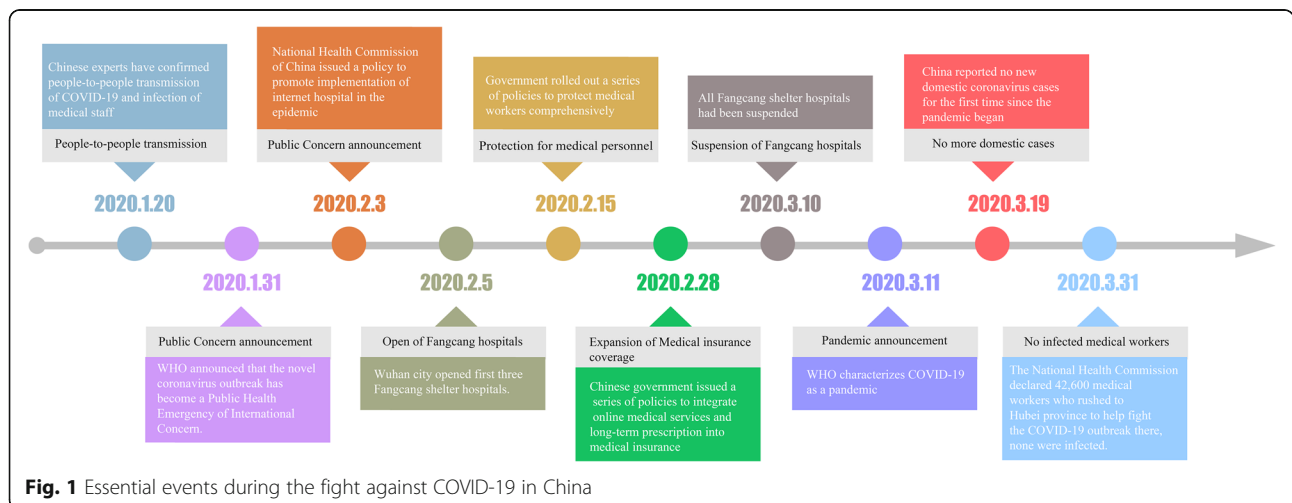 Chinese experts have confirmed
people-to-people transmission
of COVID-19 and infection of
medical staff
People-to-people transmission
2020.1.20
National Health Commission
of China issued a policy to
promote implementation of
internet hospital in the
epidemic
Public Concern announcement
2020.2.3
Government rolled out a series
of policies to protect medical
workers comprehensively
Protection for medical personnel
2020.2.15
All Fangcang shelter hospitals
had been suspended
Suspension of Fangcang hospitals
2020.3.10
China reported no new
domestic coronavirus cases
for the first time since the
pandemic began
No more domestic cases
2020.3.19
2020.1.31
Public Concern announcement
WHO announced that the novel
coronavirus outbreak has
become a Public Health
Emergency of International
Concern.
2020.2.5
Open of Fangcang hospitals
Wuhan city opened first three
Fangcang shelter hospitals.
2020.2.28
Expansion of Medical insurance
coverage
Chinese government issued a
series of policies to integrate
online medical services and
long-term prescription into
medical insurance
2020.3.11
Pandemic announcement
WHO characterizes COVID-19
as a pandemic
2020.3.31
No infected medical workers
The National Health Commission
declared 42,600 medical
workers who rushed to
Hubei province to help fight
the COVID-19 outbreak there,
none were infected.
Fig. 1 Essential events during the fight against COVID-19 in China